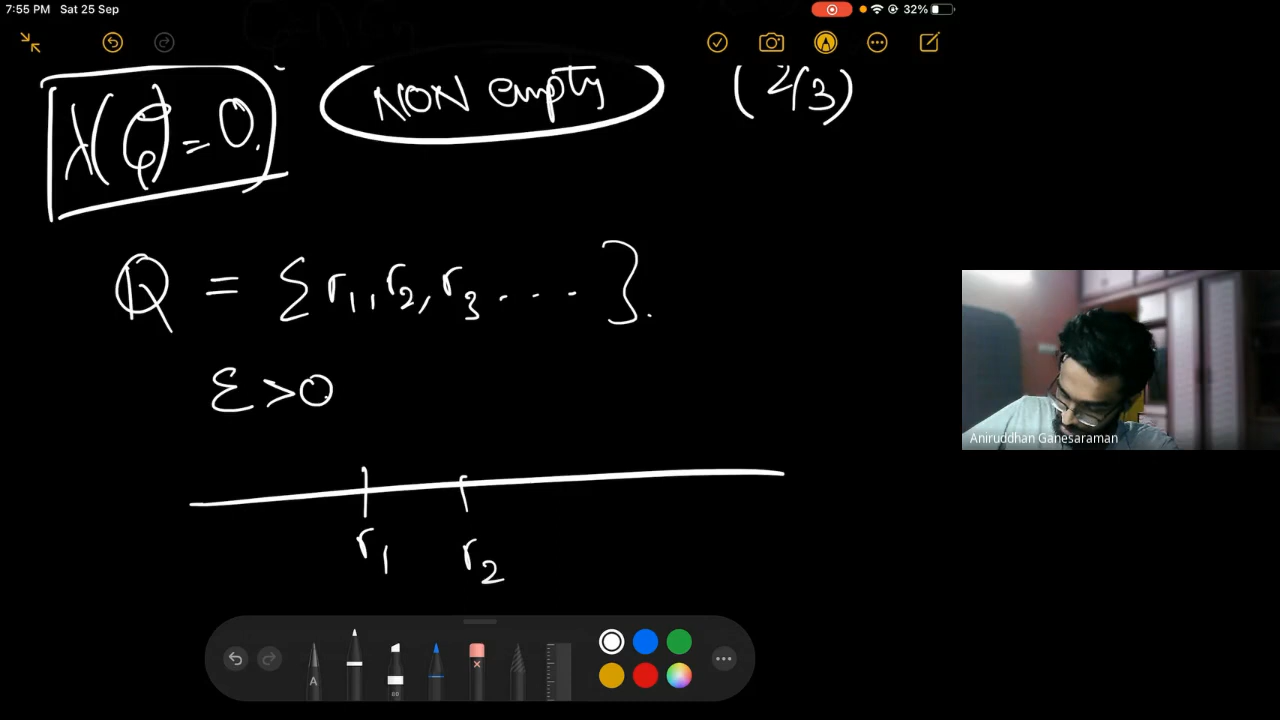 7:55 PM Sat 25 Sep
32%
λ(Q) = 0.
NON empty
(2/3)
Q = {r₁, r₂, r₃ . . . . }.
ε > 0
r₁
r₂
Aniruddhan Ganesaraman
A